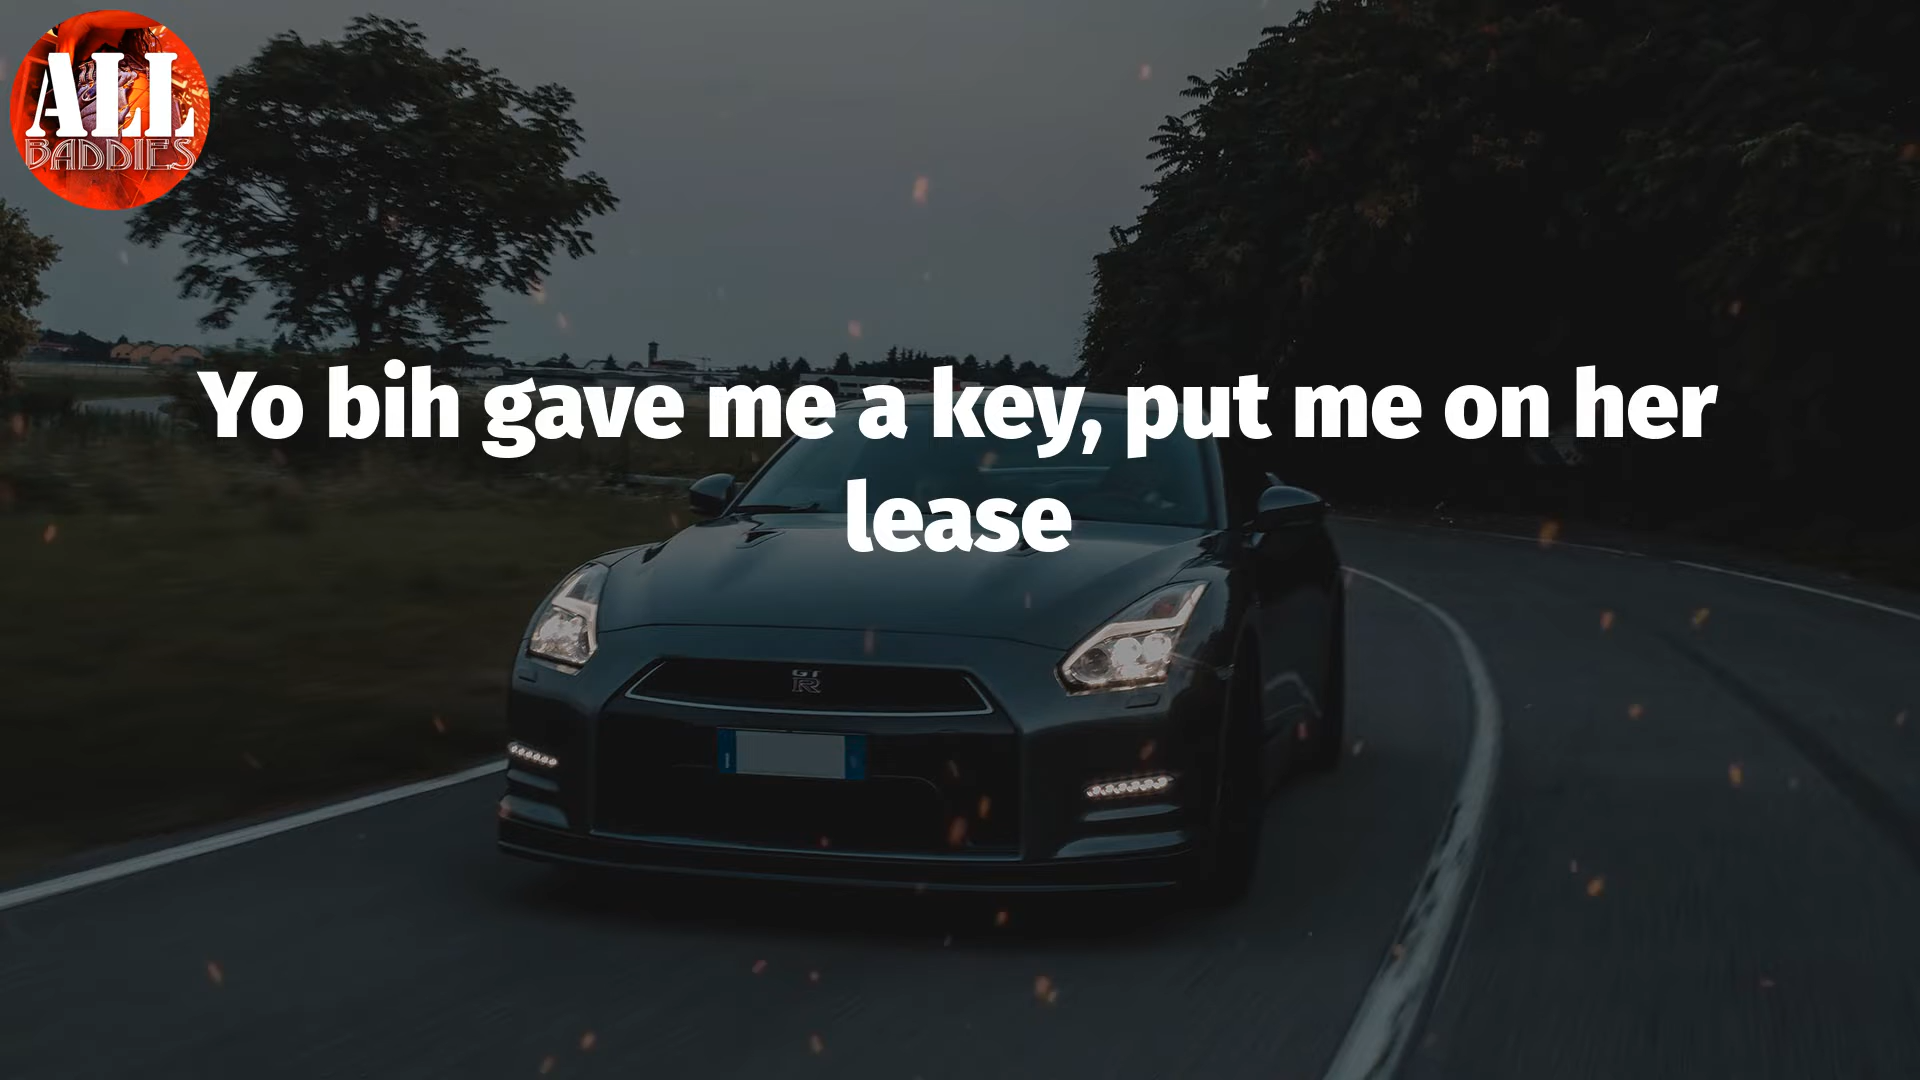 ALL
BADDIES
Yo bih gave me a key, put me on her
lease
GT
R